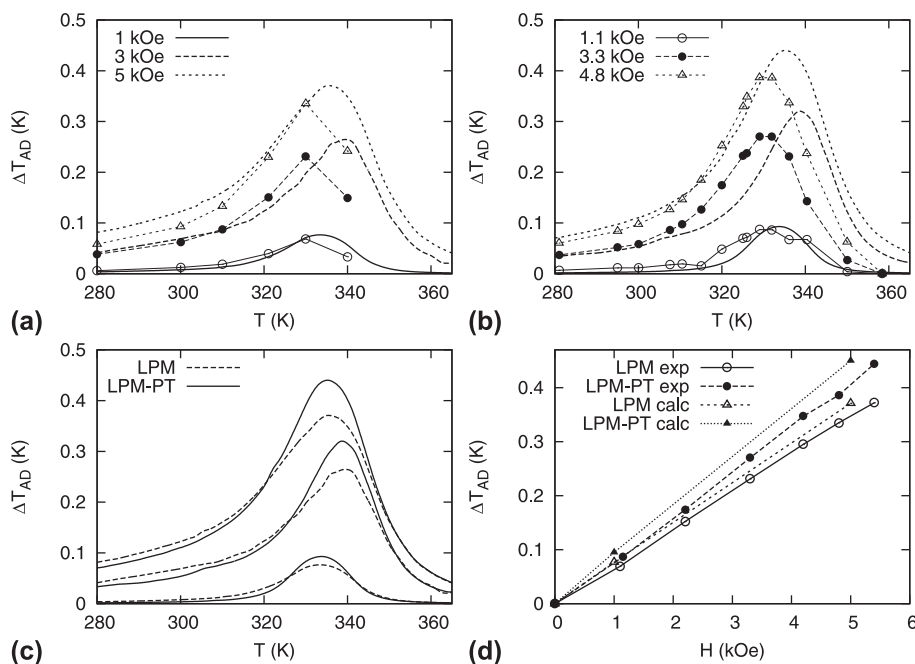 0.5
0.4
0.3
0.2
0.1
0
ΔT_AD (K)
1 kOe
3 kOe
5 kOe
280 300 320 340 360
T (K)
(a)
0.5
0.4
0.3
0.2
0.1
0
ΔT_AD (K)
1.1 kOe
3.3 kOe
4.8 kOe
280 300 320 340 360
T (K)
(b)
0.5
0.4
0.3
0.2
0.1
0
ΔT_AD (K)
LPM
LPM-PT
280 300 320 340 360
T (K)
(c)
0.4
0.3
0.2
0.1
0
ΔT_AD (K)
LPM exp
LPM-PT exp
LPM calc
LPM-PT calc
0 1 2 3 4 5 6
H (kOe)
(d)